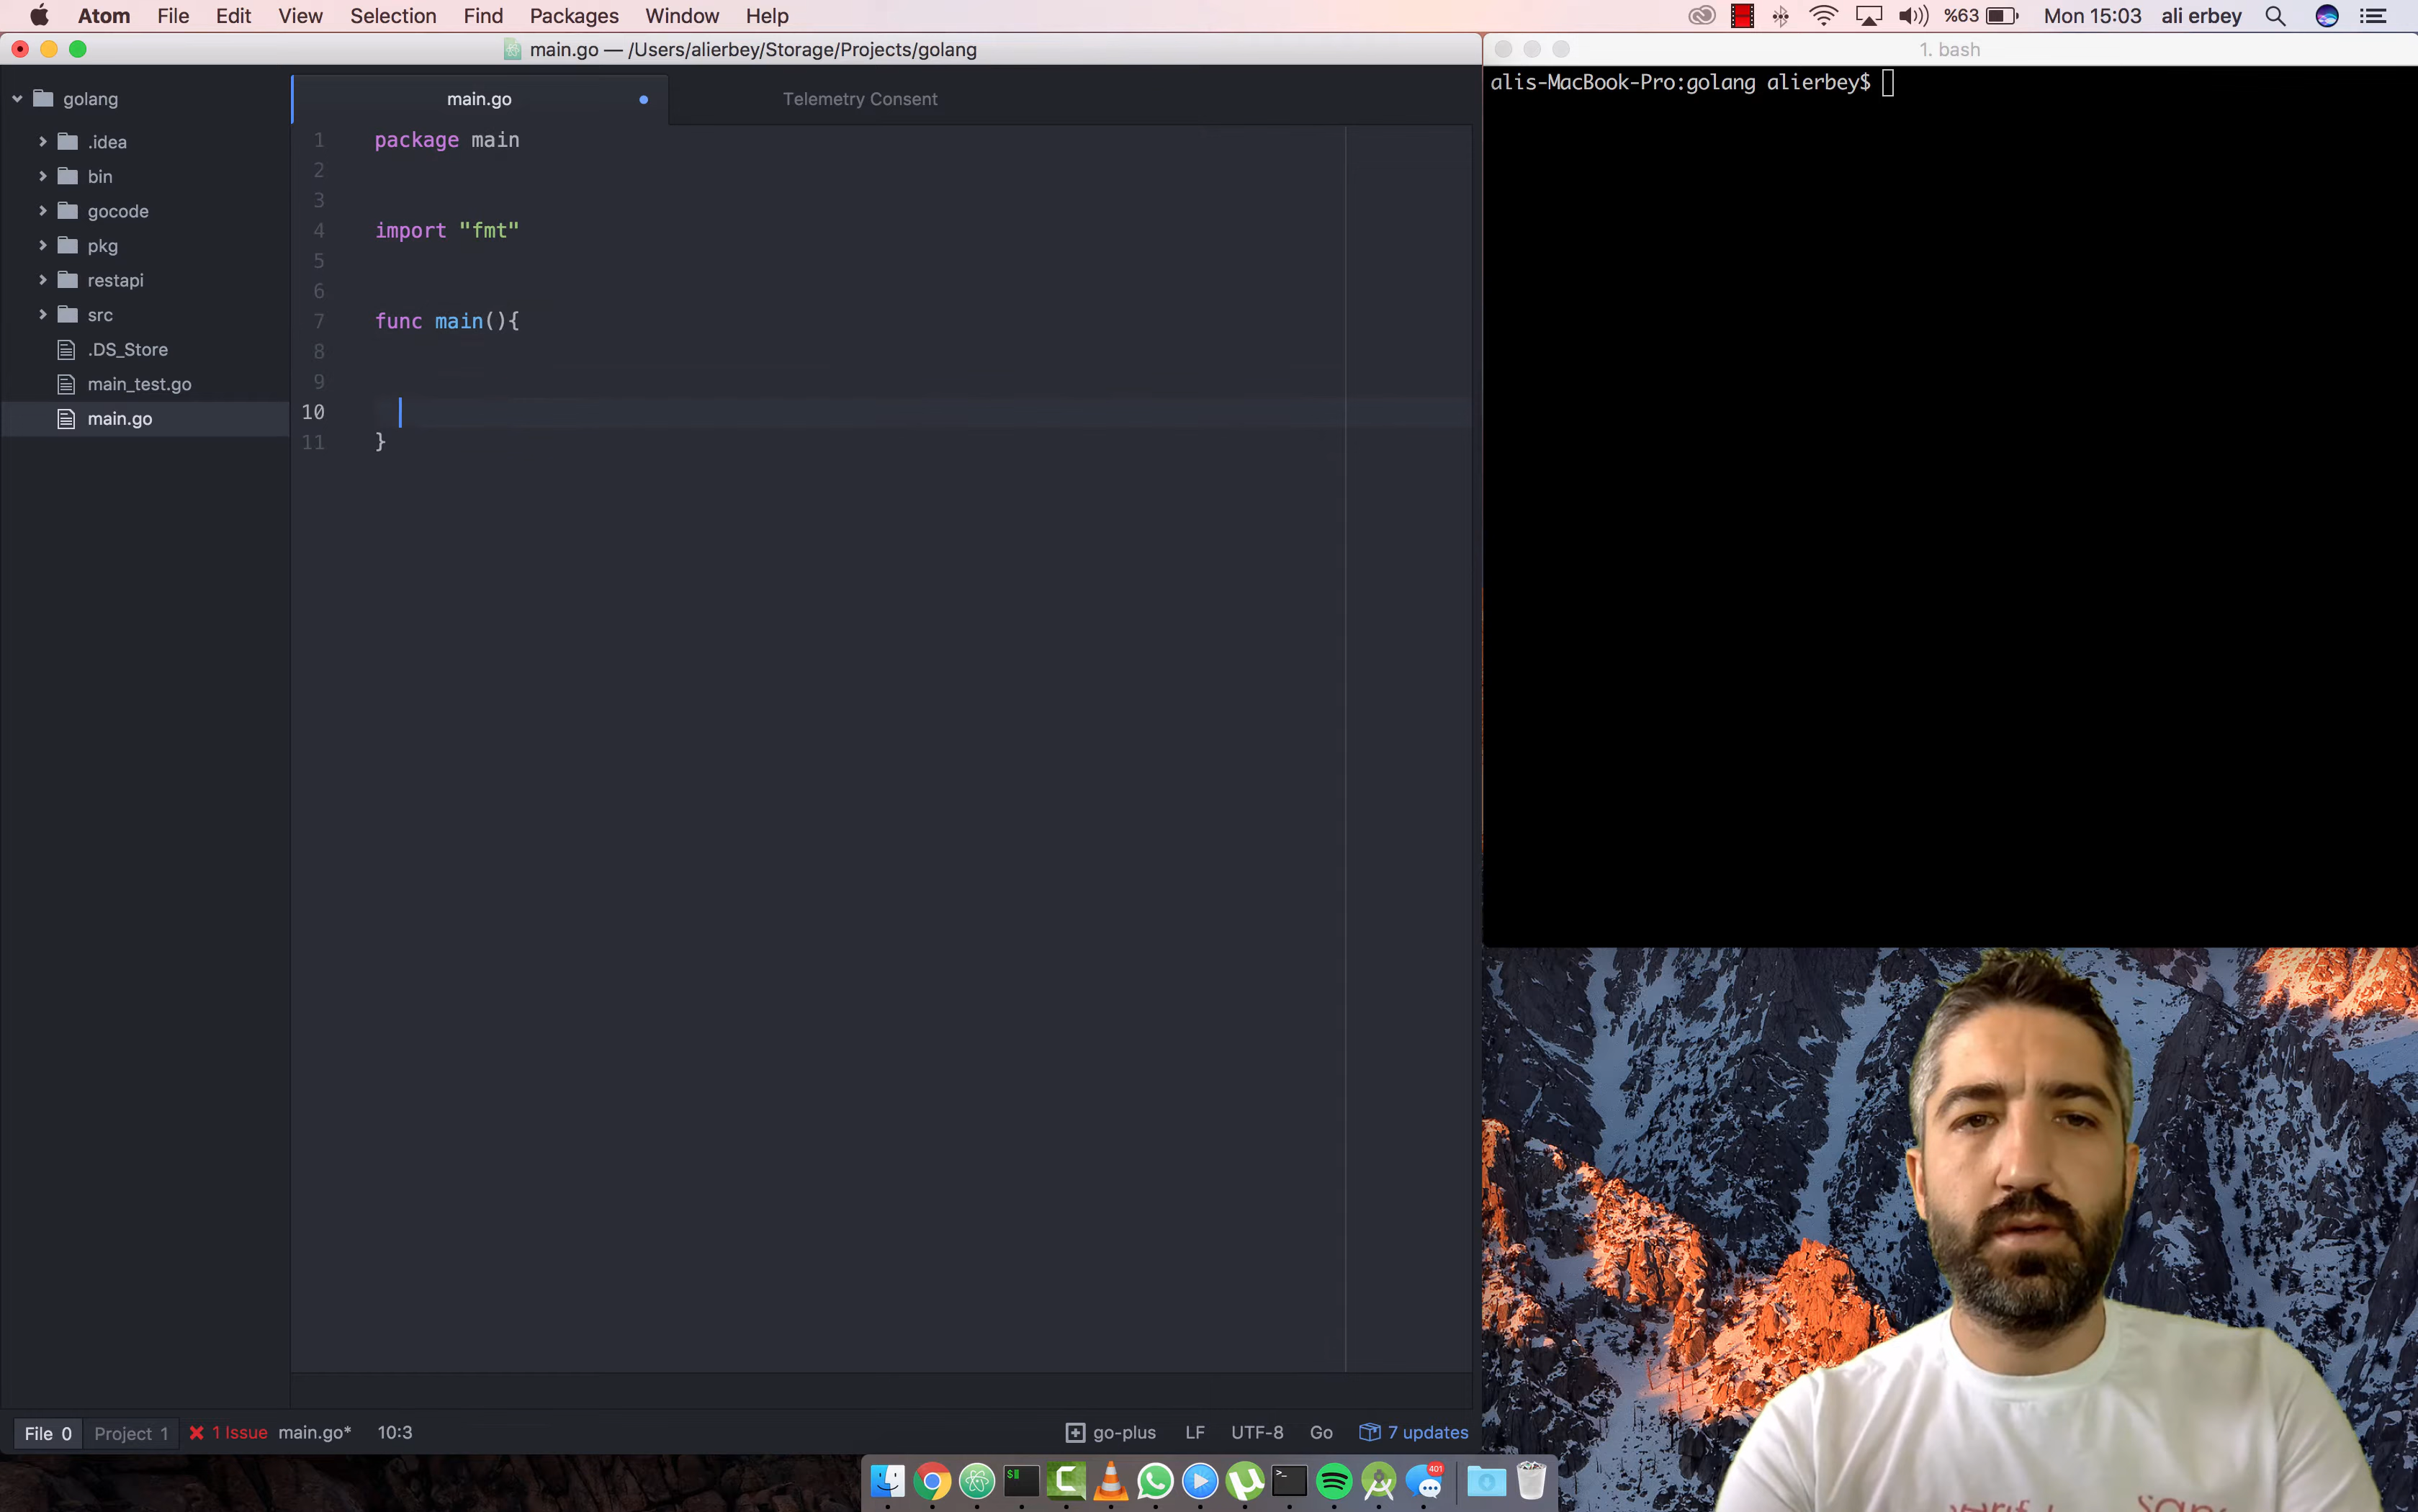 Atom File Edit View Selection Find Packages Window Help
%63 Mon 15:03 ali erbey
main.go — /Users/alierbey/Storage/Projects/golang
1. bash
golang
.idea
bin
gocode
pkg
restapi
src
.DS_Store
main_test.go
main.go
main.go Telemetry Consent
1 package main
2
3
4 import "fmt"
5
6
7 func main(){
8
9
10
11 }
alis-MacBook-Pro:golang alierbey$
File 0 Project 1 1 Issue main.go* 10:3
go-plus LF UTF-8 Go 7 updates
401